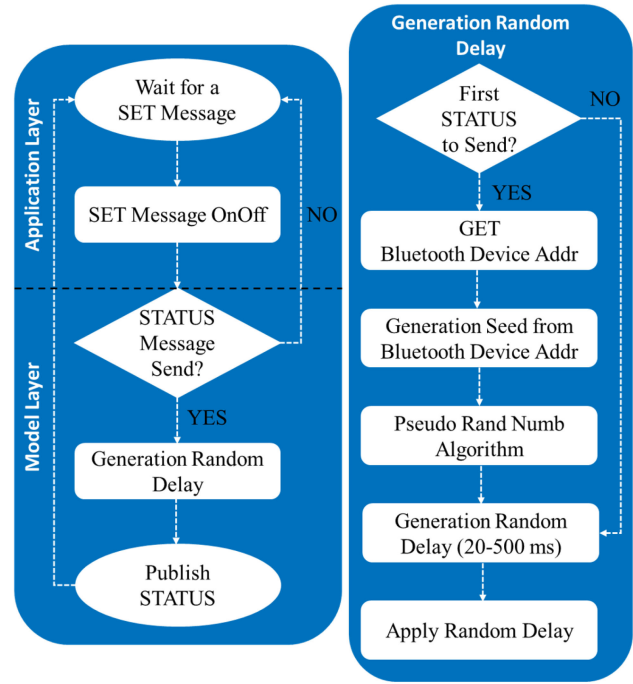 Application Layer
Wait for a
SET Message
SET Message OnOff
NO
Model Layer
STATUS
Message
Send?
YES
Generation Random
Delay
Publish
STATUS
Generation Random
Delay
First
STATUS
to Send?
NO
YES
GET
Bluetooth Device Addr
Generation Seed from
Bluetooth Device Addr
Pseudo Rand Numb
Algorithm
Generation Random
Delay (20-500 ms)
Apply Random Delay